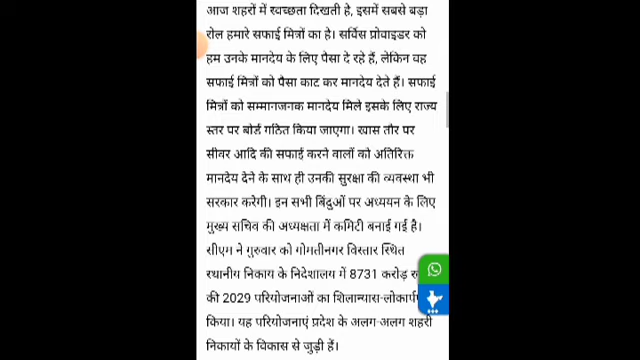 आज शहरों में स्वच्छता दिखती है, इसमें सबसे बड़ा
रोल हमारे सफाई मित्रों का है। सर्विस प्रोवाइडर को
हम उनके मानदेय के लिए पैसा दे रहे हैं, लेकिन वह
सफाई मित्रों को पैसा काट कर मानदेय देते हैं। सफाई
मित्रों को सम्मानजनक मानदेय मिले इसके लिए राज्य
स्तर पर बोर्ड गठित किया जाएगा। खास तौर पर
सीवर आदि की सफाई करने वालों को अतिरिक्त
मानदेय देने के साथ ही उनकी सुरक्षा की व्यवस्था भी
सरकार करेगी। इन सभी बिंदुओं पर अध्ययन के लिए
मुख्य सचिव की अध्यक्षता में कमिटी बनाई गई है।
सीएम ने गुरुवार को गोमतीनगर विस्तार स्थित
स्थानीय निकाय के निदेशालय में 8731 करोड़
की 2029 परियोजनाओं का शिलान्यास-लोकार्पण
किया। यह परियोजनाएं प्रदेश के अलग-अलग शहरी
निकायों के विकास से जुड़ी हैं।